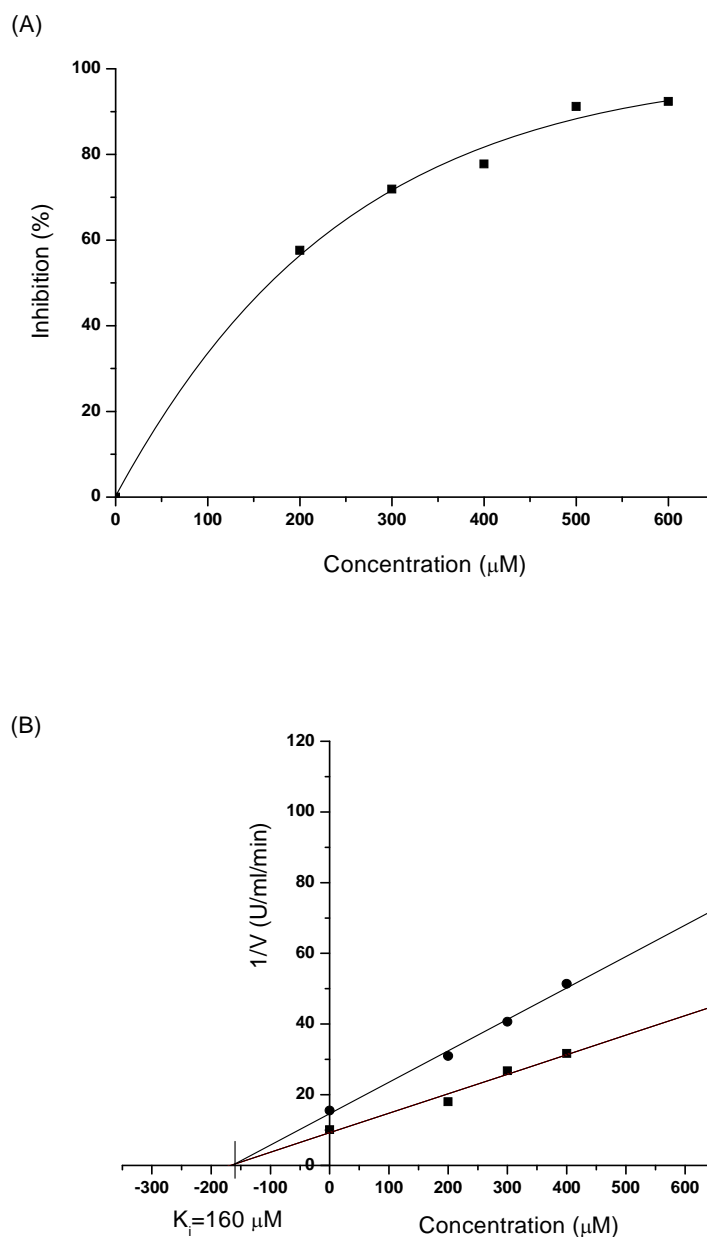 (A)
100
80
60
40
20
0
Inhibition (%)
0 100 200 300 400 500 600
Concentration (μM)
(B)
120
100
80
60
40
20
0
1/V (U/ml/min)
-300 -200 -100 0 100 200 300 400 500 600
Ki=160 μM
Concentration (μM)